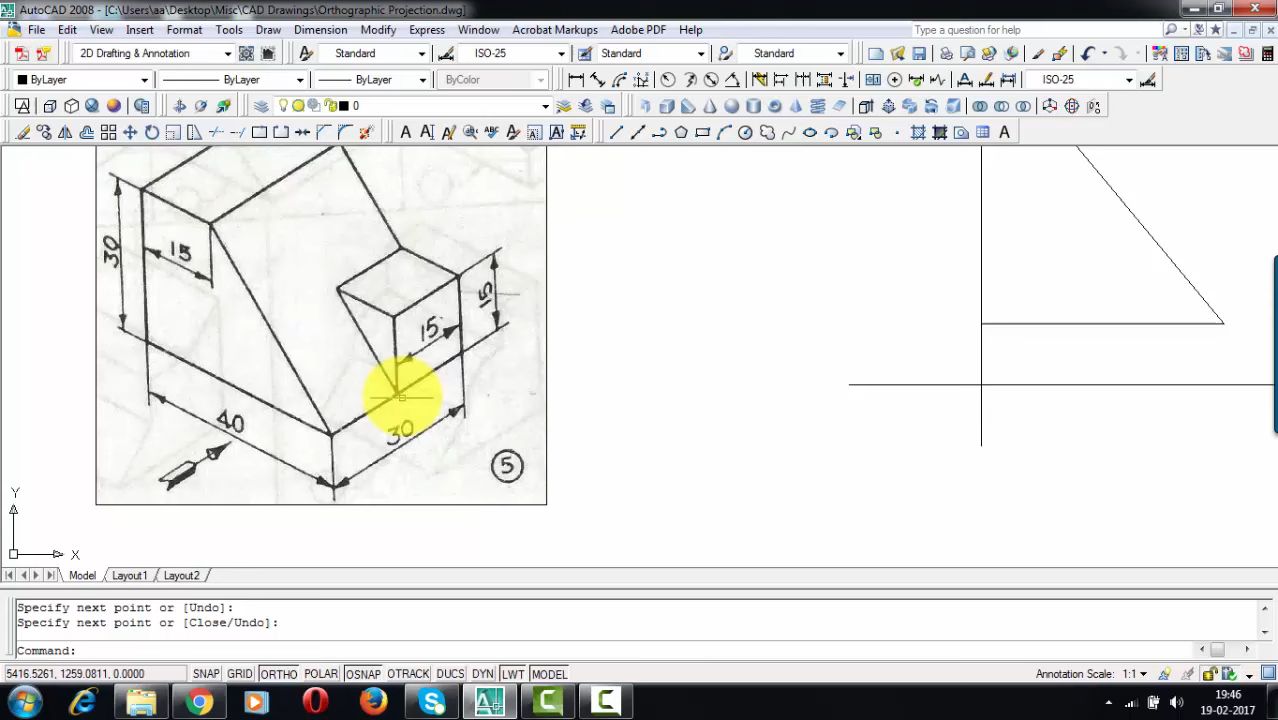 AutoCAD 2008 - [C:\Users\aa\Desktop\Misc\CAD Drawings\Orthographic Projection.dwg]
File Edit View Insert Format Tools Draw Dimension Modify Express Window Acrobat Markups Adobe PDF Help Type a question for help
2D Drafting & Annotation Standard ISO-25 Standard Standard
ByLayer ByLayer ByLayer ByColor ISO-25
0
A A ABC A A
30
15
15
15
40
30
5
Y
X
Model Layout1 Layout2
Specify next point or [Undo]:
Specify next point or [Close/Undo]:
Command:
5416.5261, 1259.0811, 0.0000 SNAP GRID ORTHO POLAR OSNAP OTRACK DUCS DYN LWT MODEL Annotation Scale: 1:1
19:46
19-02-2017